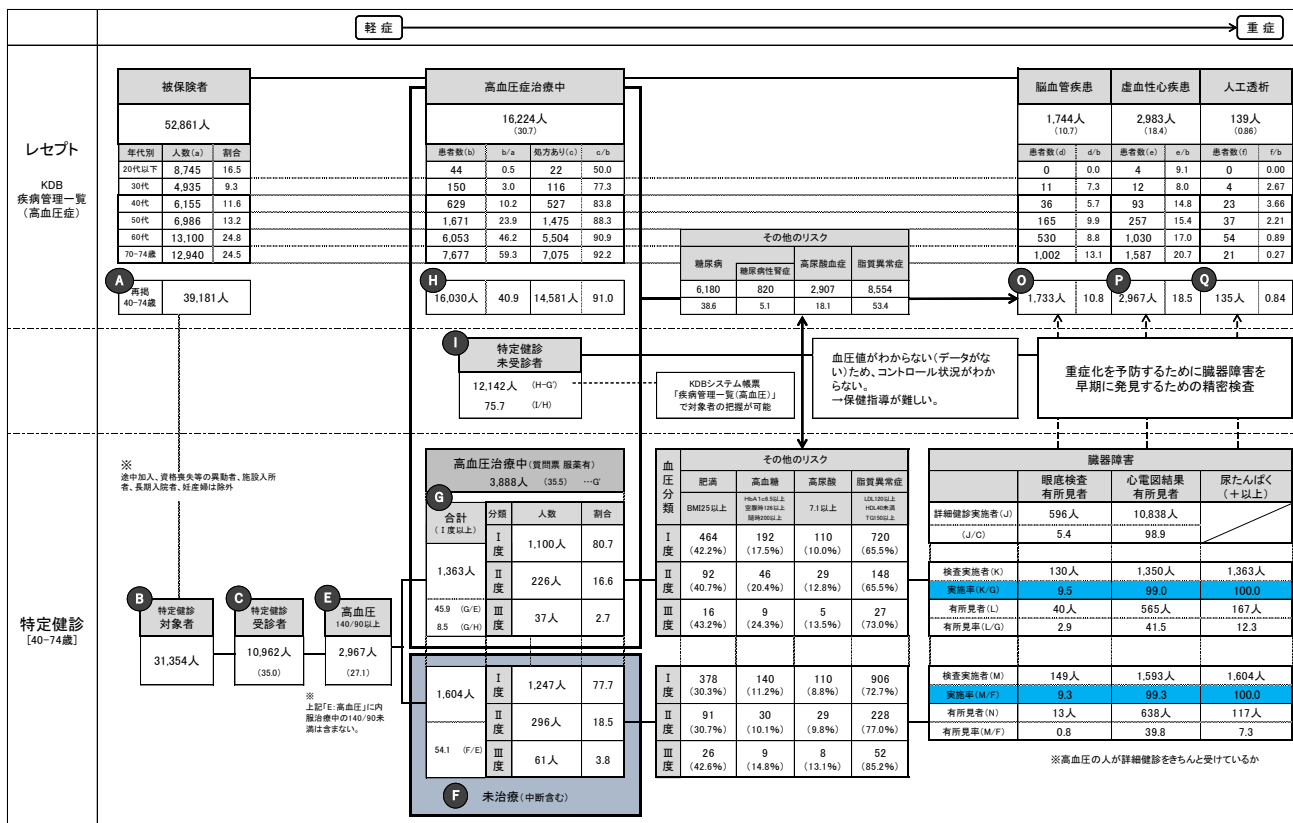 軽症
重症
レセプト
KDB
疾病管理一覧
(高血圧症)
被保険者
52,861人
年代別 人数(a) 割合
20代以下 8,745 16.5
30代 4,935 9.3
40代 6,155 11.6
50代 6,986 13.2
60代 13,100 24.8
70-74歳 12,940 24.5
A
再掲
40-74歳
39,181人
高血圧症治療中
16,224人
(30.7)
患者数(b) b/a 処方あり(c) c/b
44 0.5 22 50.0
150 3.0 116 77.3
629 10.2 527 83.8
1,671 23.9 1,475 88.3
6,053 46.2 5,504 90.9
7,677 59.3 7,075 92.2
H
16,030人 40.9 14,581人 91.0
その他のリスク
糖尿病 糖尿病性腎症 高尿酸血症 脂質異常症
6,180 820 2,907 8,554
38.6 5.1 18.1 53.4
脳血管疾患 虚血性心疾患 人工透析
1,744人 2,983人 139人
(10.7) (18.4) (0.86)
患者数(d) d/b 患者数(e) e/b 患者数(f) f/b
0 0.0 4 9.1 0 0.00
11 7.3 12 8.0 4 2.67
36 5.7 93 14.8 23 3.66
165 9.9 257 15.4 37 2.21
530 8.8 1,030 17.0 54 0.89
1,002 13.1 1,587 20.7 21 0.27
O P Q
1,733人 10.8 2,967人 18.5 135人 0.84
I
特定健診
未受診者
12,142人 (H-G')
75.7 (I/H)
KDBシステム帳票
「疾病管理一覧(高血圧)」
で対象者の把握が可能
血圧値がわからない(データがな
い)ため、コントロール状況がわか
らない。
→保健指導が難しい。
重症化を予防するために臓器障害を
早期に発見するための精密検査
特定健診
[40-74歳]
※
途中加入、資格喪失等の異動者、施設入所
者、長期入院者、妊産婦は除外
B
特定健診
対象者
31,354人
C
特定健診
受診者
10,962人
(35.0)
E
高血圧
140/90以上
2,967人
(27.1)
※
上記「E:高血圧」に内
服治療中の140/90未
満は含まない。
高血圧治療中(質問票 服薬有)
3,888人 (35.5) …G'
G
合計
(Ⅰ度以上)
分類 人数 割合
1,363人
45.9 (G/E)
8.5 (G/H)
Ⅰ度 1,100人 80.7
Ⅱ度 226人 16.6
Ⅲ度 37人 2.7
1,604人
54.1 (F/E)
Ⅰ度 1,247人 77.7
Ⅱ度 296人 18.5
Ⅲ度 61人 3.8
F
未治療(中断含む)
血圧分類
その他のリスク
肥満 高血糖 高尿酸 脂質異常症
BMI25以上
HbA1c6.5以上
空腹時126以上
随時200以上
7.1以上
LDL120以上
HDL40未満
TG150以上
Ⅰ度 464 192 110 720
(42.2%) (17.5%) (10.0%) (65.5%)
Ⅱ度 92 46 29 148
(40.7%) (20.4%) (12.8%) (65.5%)
Ⅲ度 16 9 5 27
(43.2%) (24.3%) (13.5%) (73.0%)
Ⅰ度 378 140 110 906
(30.3%) (11.2%) (8.8%) (72.7%)
Ⅱ度 91 30 29 228
(30.7%) (10.1%) (9.8%) (77.0%)
Ⅲ度 26 9 8 52
(42.6%) (14.8%) (13.1%) (85.2%)
臓器障害
眼底検査
有所見者
心電図結果
有所見者
尿たんぱく
(+以上)
詳細健診実施者(J) 596人 10,838人
(J/C) 5.4 98.9
検査実施者(K) 130人 1,350人 1,363人
実施率(K/G) 9.5 99.0 100.0
有所見者(L) 40人 565人 167人
有所見率(L/G) 2.9 41.5 12.3
検査実施者(M) 149人 1,593人 1,604人
実施率(M/F) 9.3 99.3 100.0
有所見者(N) 13人 638人 117人
有所見率(M/F) 0.8 39.8 7.3
※高血圧の人が詳細健診をきちんと受けているか